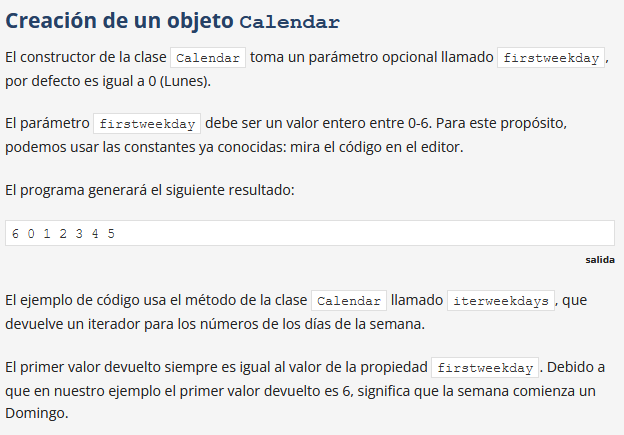 Creación de un objeto Calendar
El constructor de la clase Calendar toma un parámetro opcional llamado firstweekday,
por defecto es igual a 0 (Lunes).
El parámetro firstweekday debe ser un valor entero entre 0-6. Para este propósito,
podemos usar las constantes ya conocidas: mira el código en el editor.
El programa generará el siguiente resultado:
6 0 1 2 3 4 5
salida
El ejemplo de código usa el método de la clase Calendar llamado iterweekdays, que
devuelve un iterador para los números de los días de la semana.
El primer valor devuelto siempre es igual al valor de la propiedad firstweekday. Debido a
que en nuestro ejemplo el primer valor devuelto es 6, significa que la semana comienza un
Domingo.